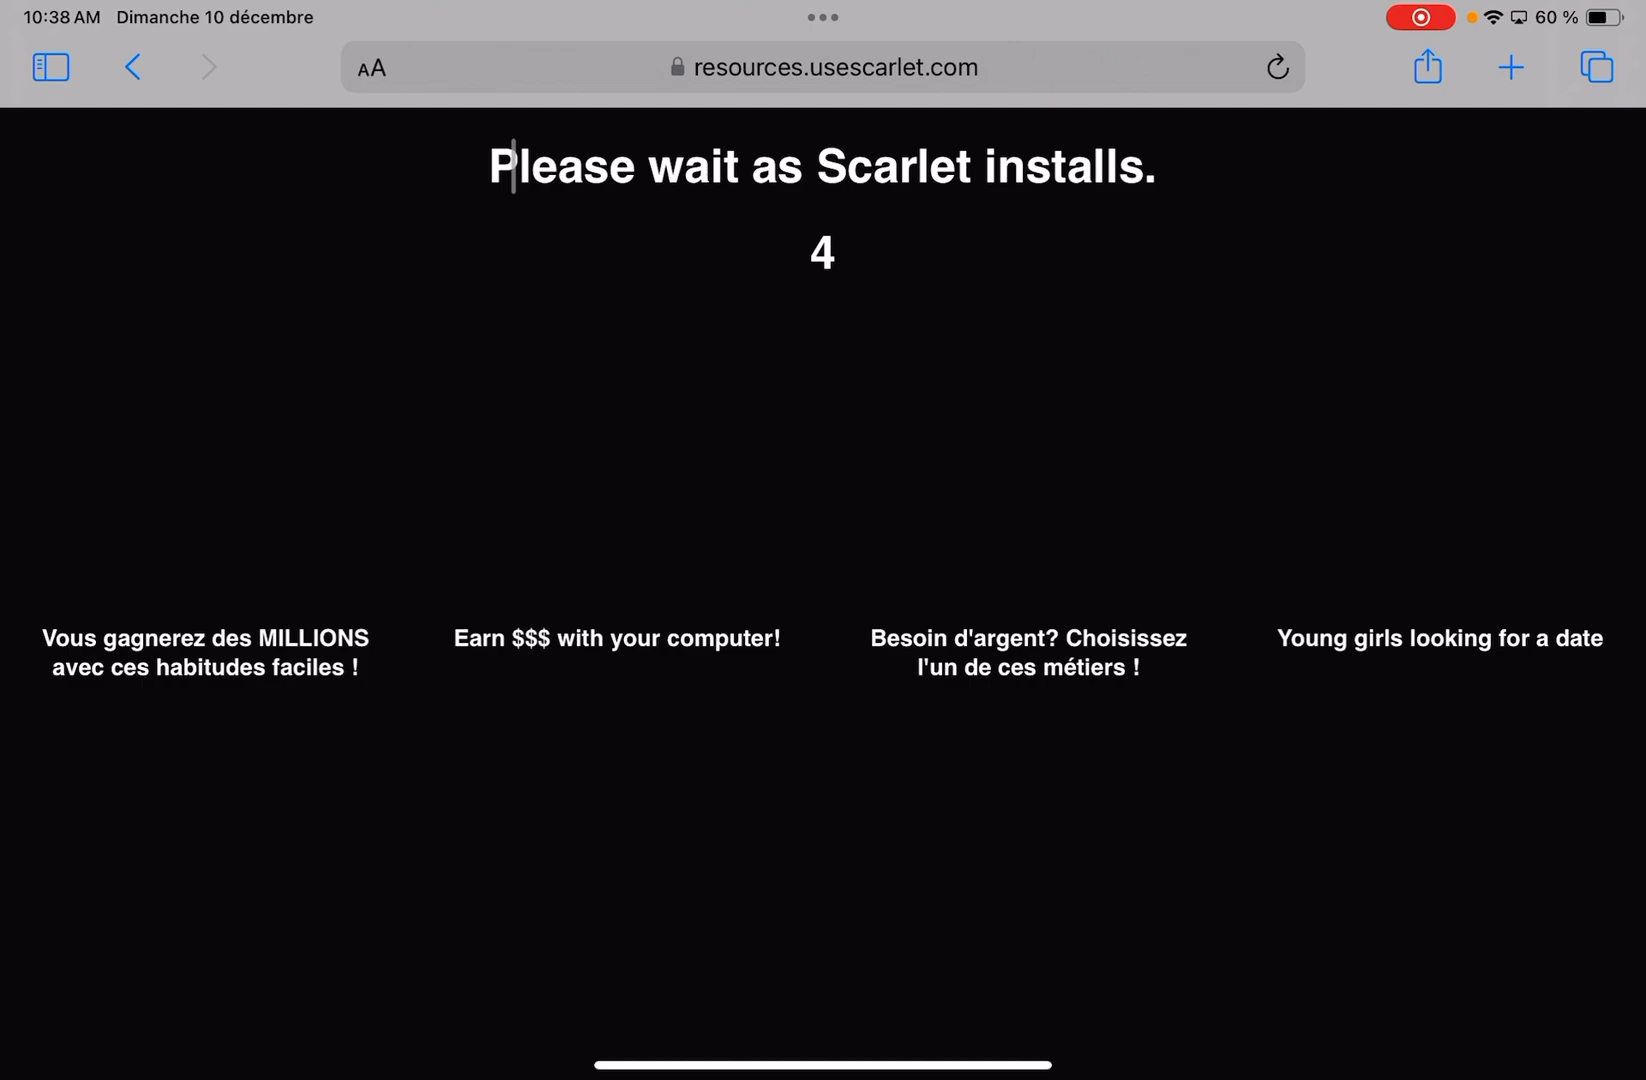 10:38 AM Dimanche 10 décembre
60 %
AA
resources.usescarlet.com
Please wait as Scarlet installs.
4
Vous gagnerez des MILLIONS
avec ces habitudes faciles !
Earn $$$ with your computer!
Besoin d'argent? Choisissez
l'un de ces métiers !
Young girls looking for a date